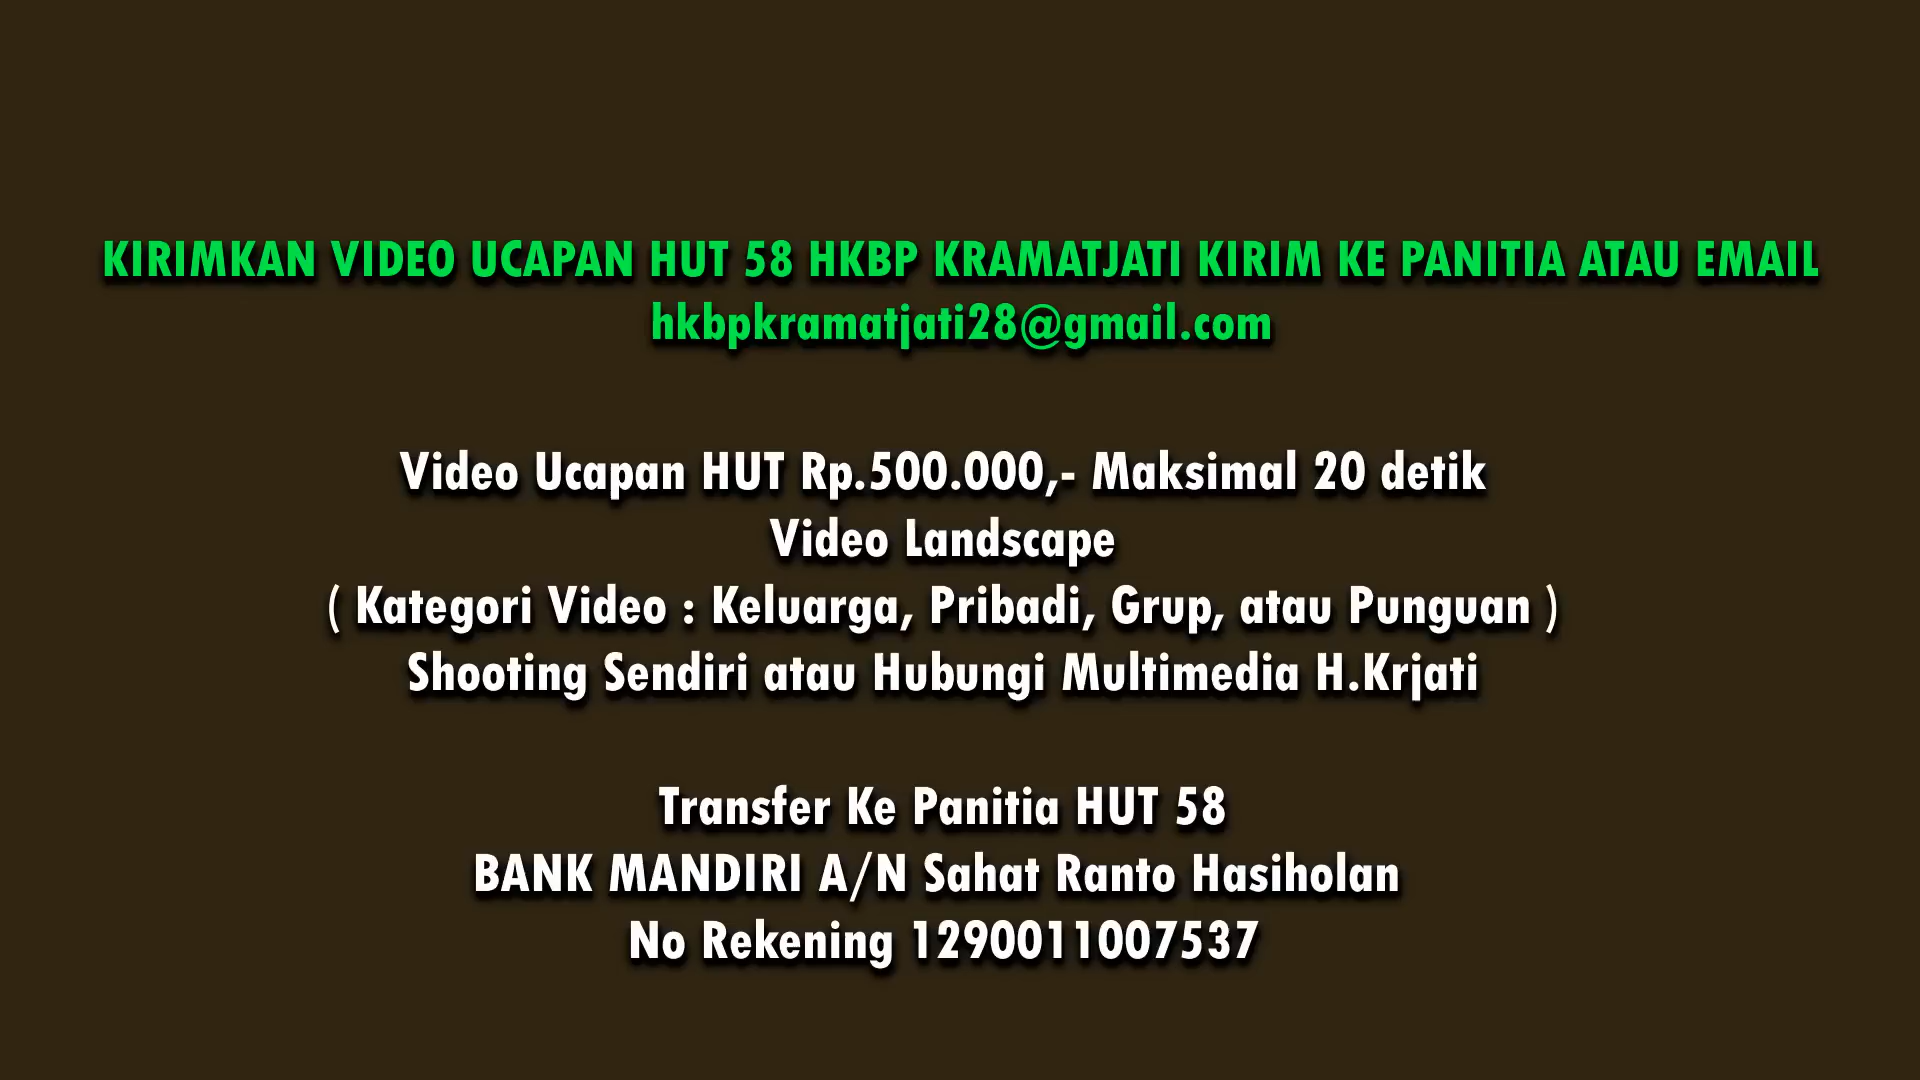 KIRIMKAN VIDEO UCAPAN HUT 58 HKBP KRAMATJATI KIRIM KE PANITIA ATAU EMAIL
hkbpkramatjati28@gmail.com
Video Ucapan HUT Rp.500.000,- Maksimal 20 detik
Video Landscape
( Kategori Video : Keluarga, Pribadi, Grup, atau Punguan )
Shooting Sendiri atau Hubungi Multimedia H.Krjati
Transfer Ke Panitia HUT 58
BANK MANDIRI A/N Sahat Ranto Hasiholan
No Rekening 1290011007537